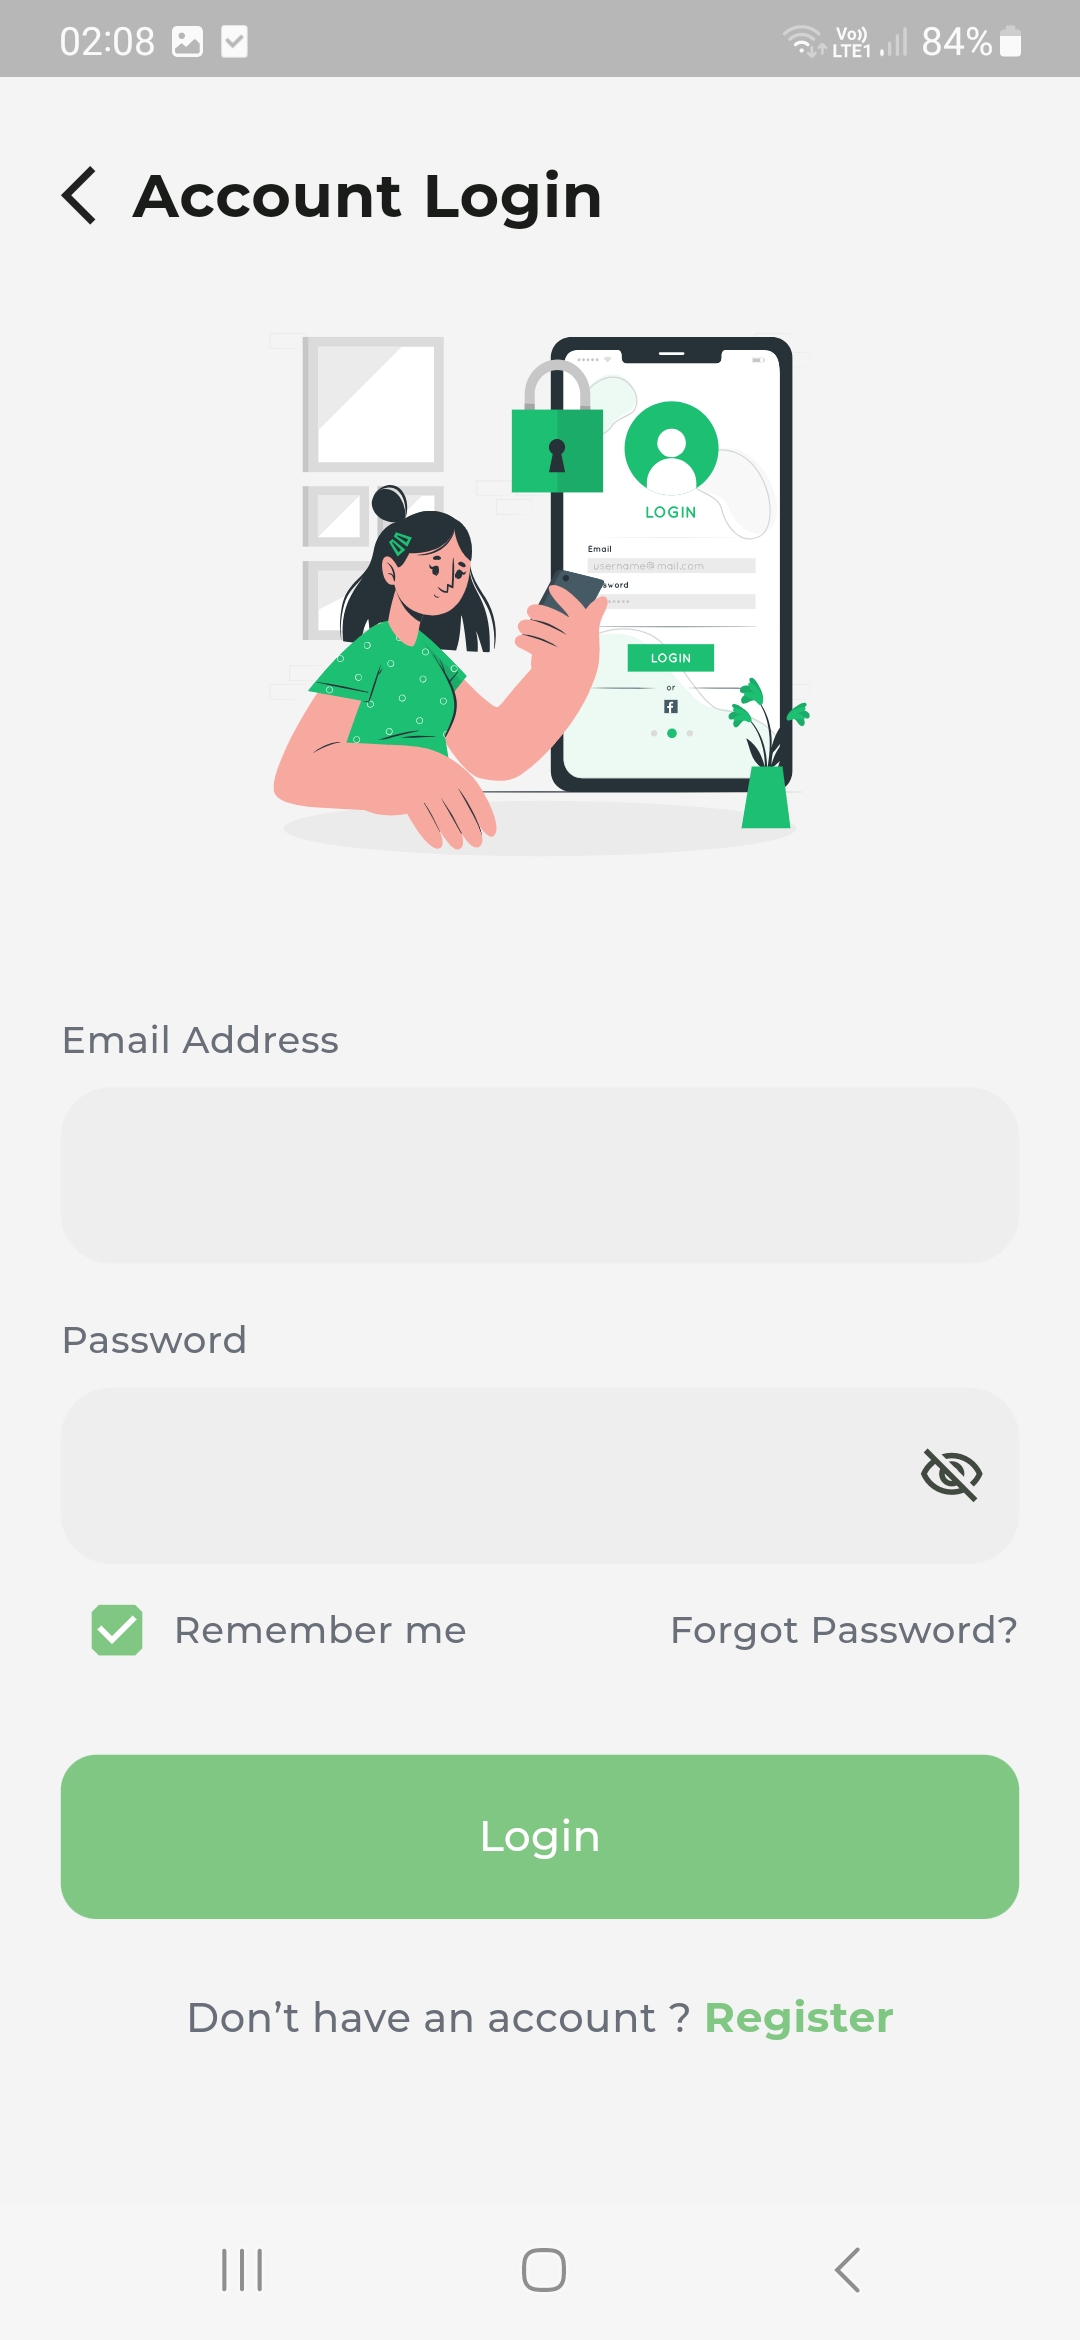 02:08
Vo)) LTE1 84%
Account Login
LOGIN
Email
username@mail.com
LOGIN
or
Email Address
Password
Remember me
Forgot Password?
Login
Don’t have an account ? Register